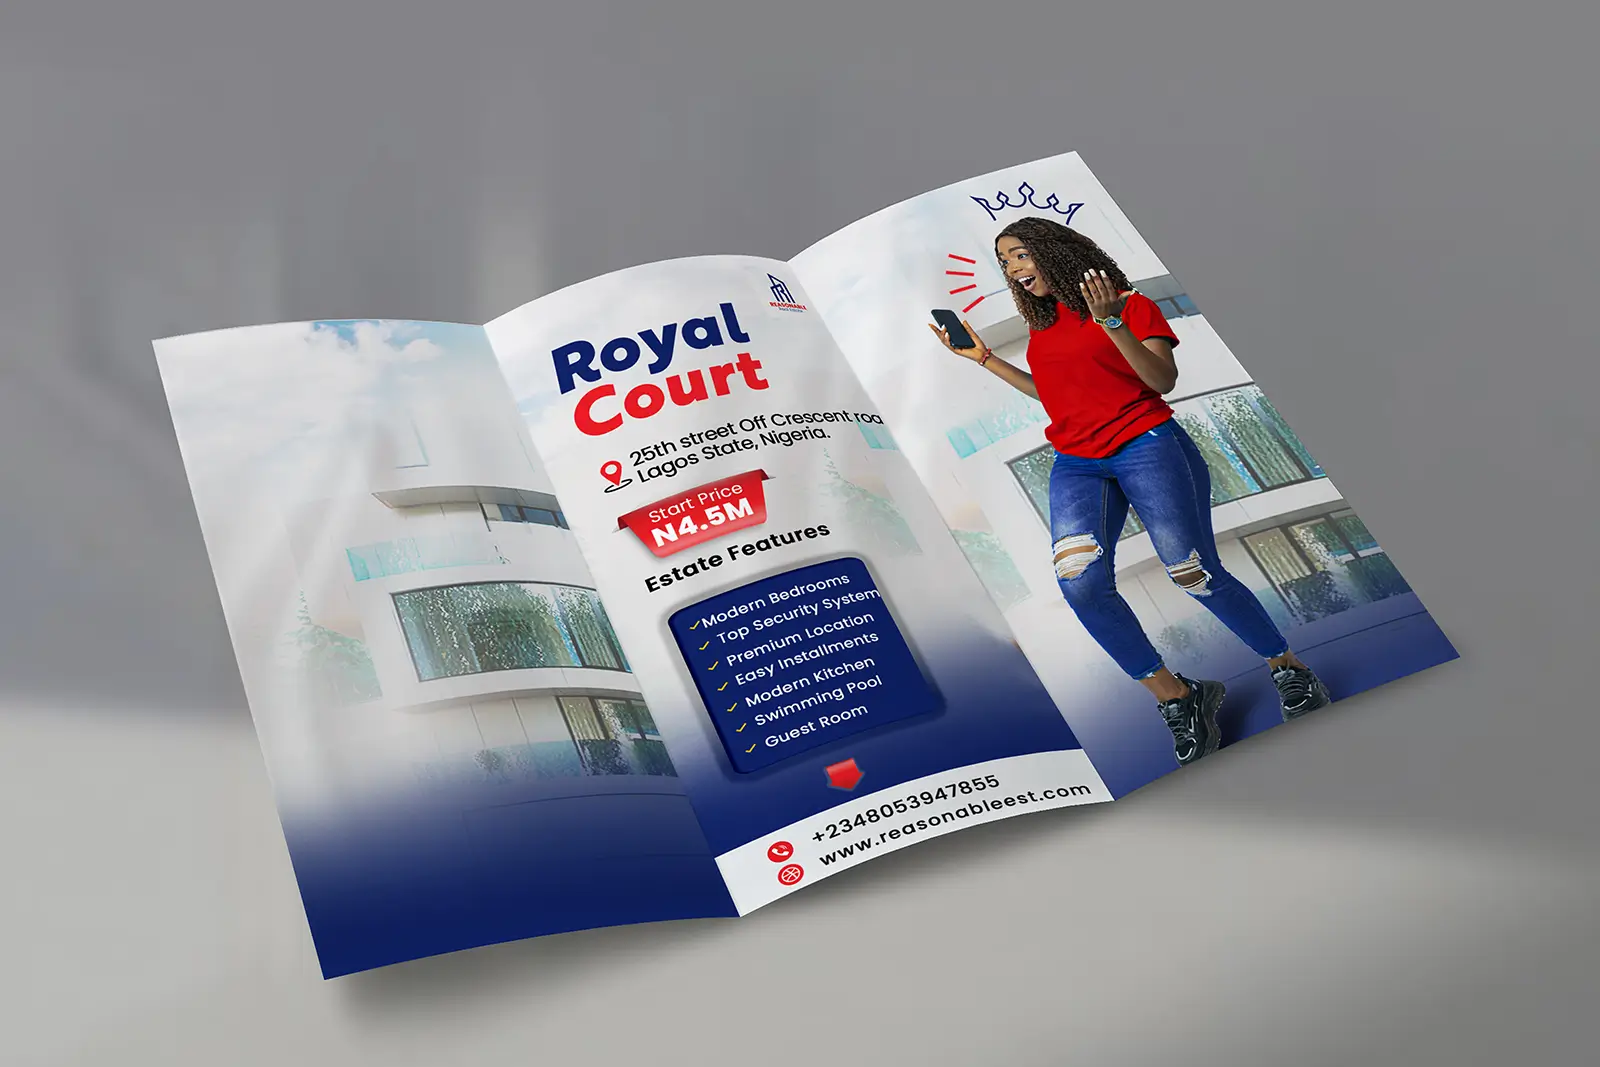 REASONABLE
Royal
Court
25th street Off Crescent roa
Lagos State, Nigeria.
Start Price
N4.5M
Estate Features
Modern Bedrooms
Top Security System
Premium Location
Easy Installments
Modern Kitchen
Swimming Pool
Guest Room
+2348053947855
www.reasonableest.com